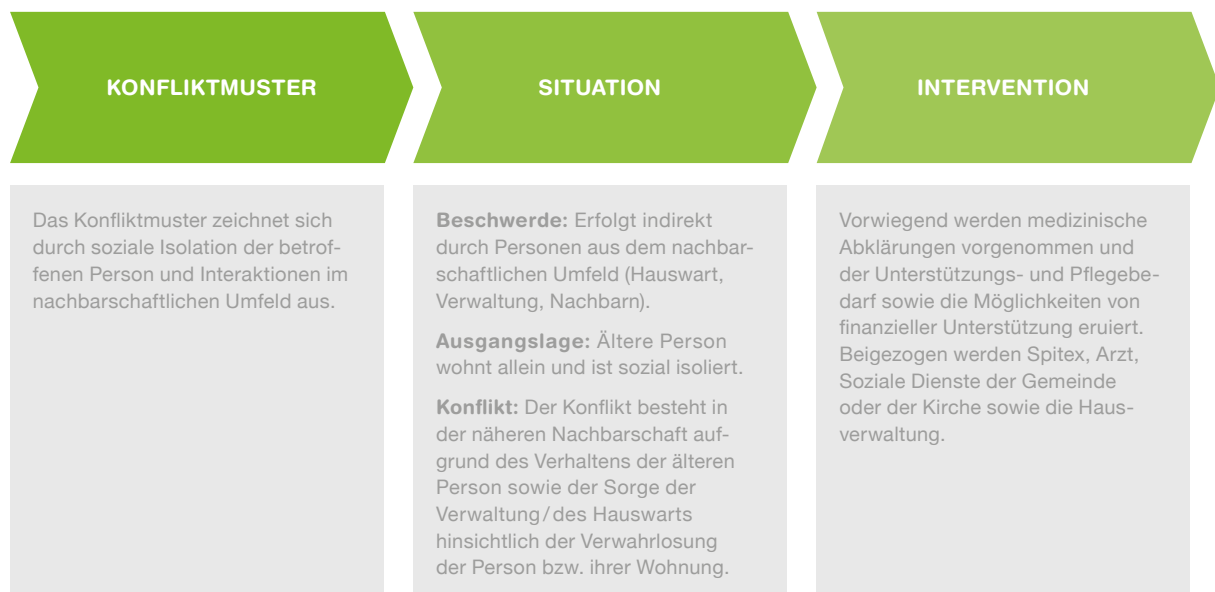 KONFLIKTMUSTER
SITUATION
INTERVENTION
Das Konfliktmuster zeichnet sich
durch soziale Isolation der betrof-
fenen Person und Interaktionen im
nachbarschaftlichen Umfeld aus.
Beschwerde: Erfolgt indirekt
durch Personen aus dem nachbar-
schaftlichen Umfeld (Hauswart,
Verwaltung, Nachbarn).
Ausgangslage: Ältere Person
wohnt allein und ist sozial isoliert.
Konflikt: Der Konflikt besteht in
der näheren Nachbarschaft auf-
grund des Verhaltens der älteren
Person sowie der Sorge der
Verwaltung / des Hauswarts
hinsichtlich der Verwahrlosung
der Person bzw. ihrer Wohnung.
Vorwiegend werden medizinische
Abklärungen vorgenommen und
der Unterstützungs- und Pflegebe-
darf sowie die Möglichkeiten von
finanzieller Unterstützung eruiert.
Beigezogen werden Spitex, Arzt,
Soziale Dienste der Gemeinde
oder der Kirche sowie die Haus-
verwaltung.